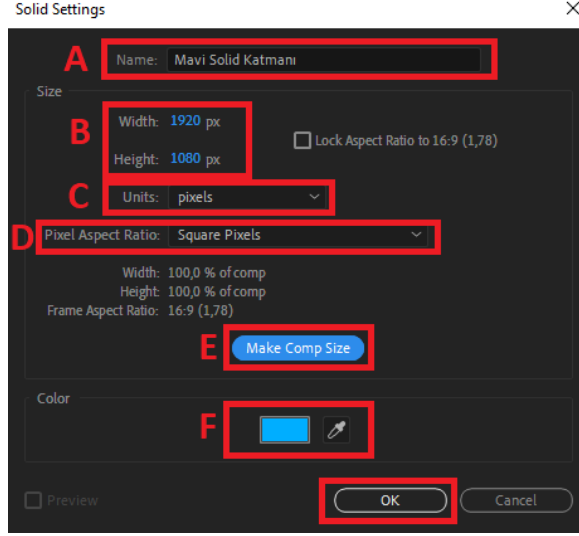 Solid Settings
A Name: Mavi Solid Katmanı
Size
B Width: 1920 px
Lock Aspect Ratio to 16:9 (1,78)
Height: 1080 px
C Units: pixels
D Pixel Aspect Ratio: Square Pixels
Width: 100,0 % of comp
Height: 100,0 % of comp
Frame Aspect Ratio: 16:9 (1,78)
E Make Comp Size
Color
F
Preview OK Cancel